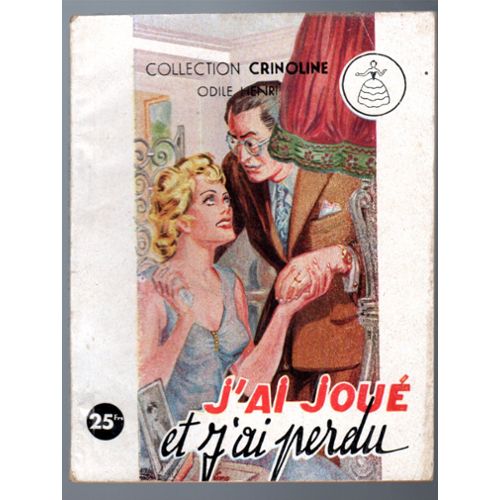 COLLECTION CRINOLINE
ODILE HENRI
J'AI JOUÉ
et j'ai perdu
25 Frs